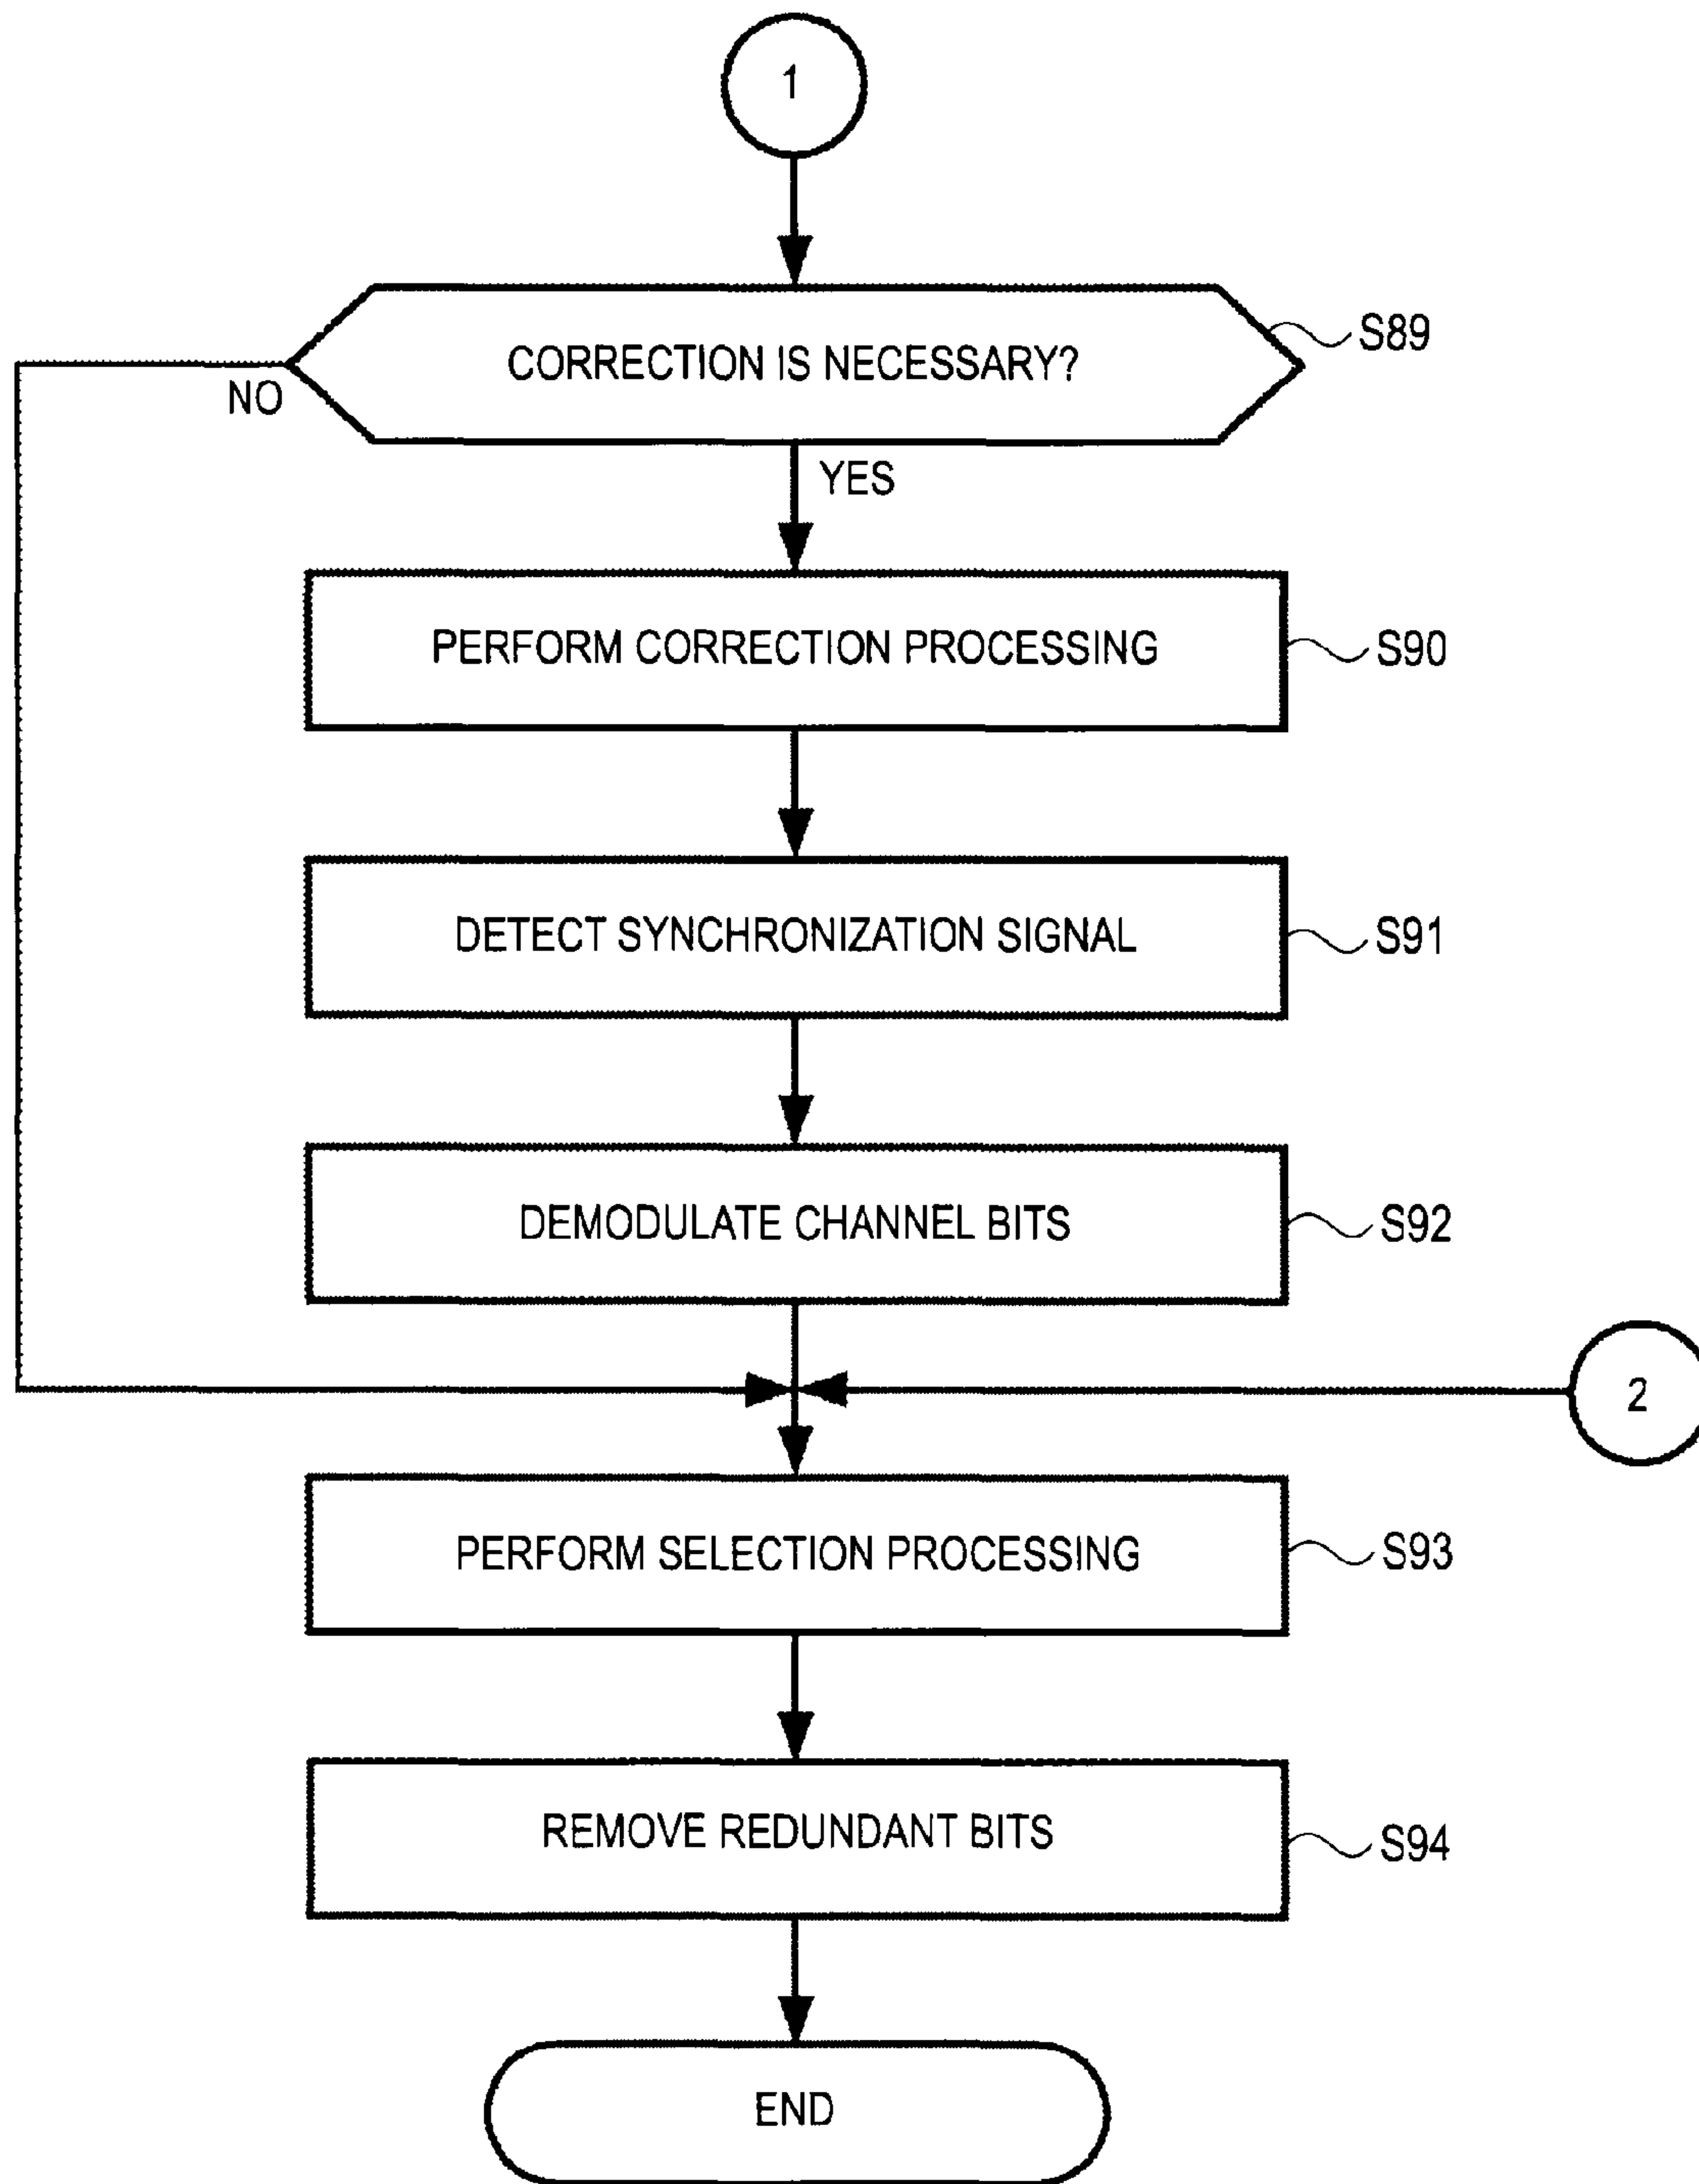 1
CORRECTION IS NECESSARY?
S89
NO
YES
PERFORM CORRECTION PROCESSING
S90
DETECT SYNCHRONIZATION SIGNAL
S91
DEMODULATE CHANNEL BITS
S92
2
PERFORM SELECTION PROCESSING
S93
REMOVE REDUNDANT BITS
S94
END